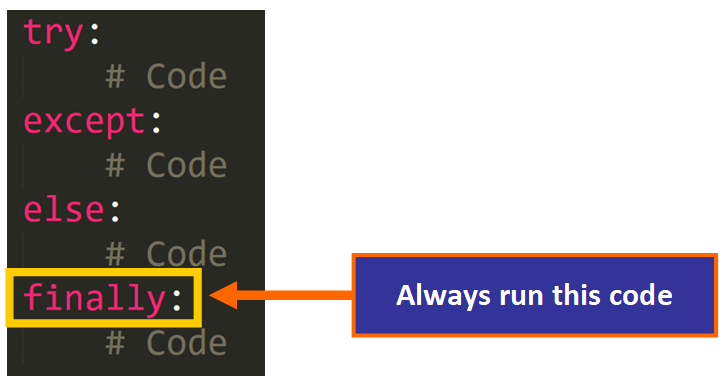 try:
    # Code
except:
    # Code
else:
    # Code
finally:
Always run this code
    # Code